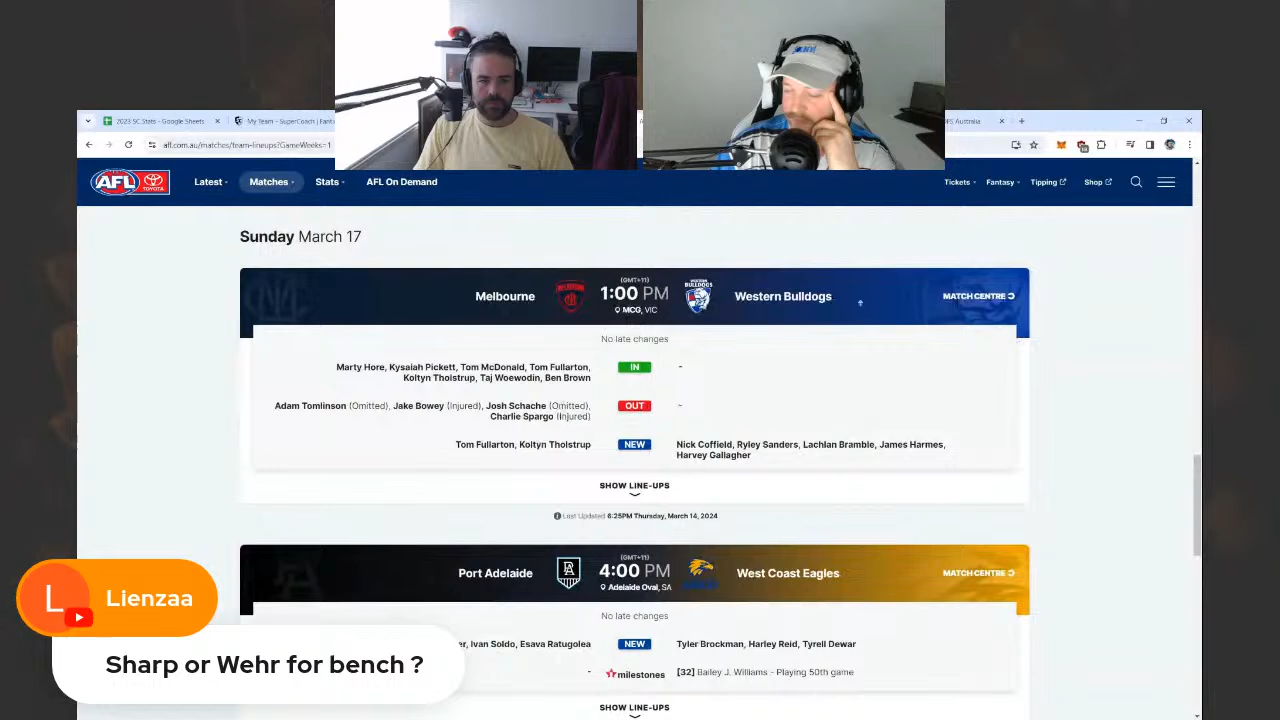 2023 SC Stats - Google Sheets
My Team - SuperCoach | Fant
PS Australia
afl.com.au/matches/team-lineups?GameWeeks=1
AFL
TOYOTA
Latest
Matches
Stats
AFL On Demand
Tickets
Fantasy
Tipping
Shop
Sunday March 17
Melbourne
(GMT+11)
1:00 PM
MCG, VIC
Western Bulldogs
MATCH CENTRE
No late changes
Marty Hore, Kysaiah Pickett, Tom McDonald, Tom Fullarton,
Koltyn Tholstrup, Taj Woewodin, Ben Brown
IN
-
Adam Tomlinson (Omitted), Jake Bowey (Injured), Josh Schache (Omitted),
Charlie Spargo (Injured)
OUT
-
Tom Fullarton, Koltyn Tholstrup
NEW
Nick Coffield, Ryley Sanders, Lachlan Bramble, James Harmes,
Harvey Gallagher
SHOW LINE-UPS
Last Updated 6:25PM Thursday, March 14, 2024
Port Adelaide
(GMT+11)
4:00 PM
Adelaide Oval, SA
West Coast Eagles
MATCH CENTRE
No late changes
er, Ivan Soldo, Esava Ratugolea
NEW
Tyler Brockman, Harley Reid, Tyrell Dewar
-
milestones
[32] Bailey J. Williams - Playing 50th game
SHOW LINE-UPS
L
Lienzaa
Sharp or Wehr for bench ?